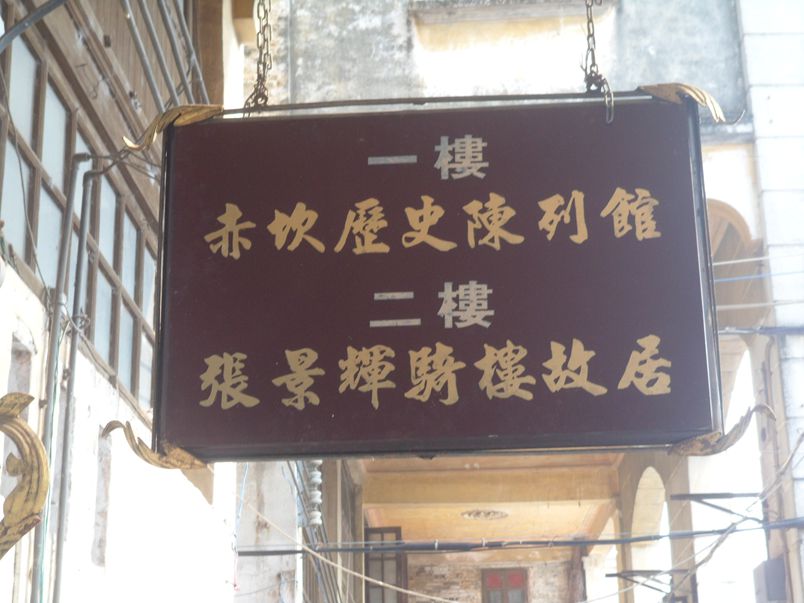 一樓
赤坎歷史陳列館
二樓
張景輝騎樓故居